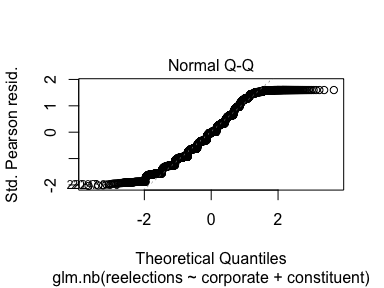 Normal Q-Q
Std. Pearson resid.
2
1
0
-2
-2
0
2
Theoretical Quantiles
glm.nb(reelections ~ corporate + constituent)